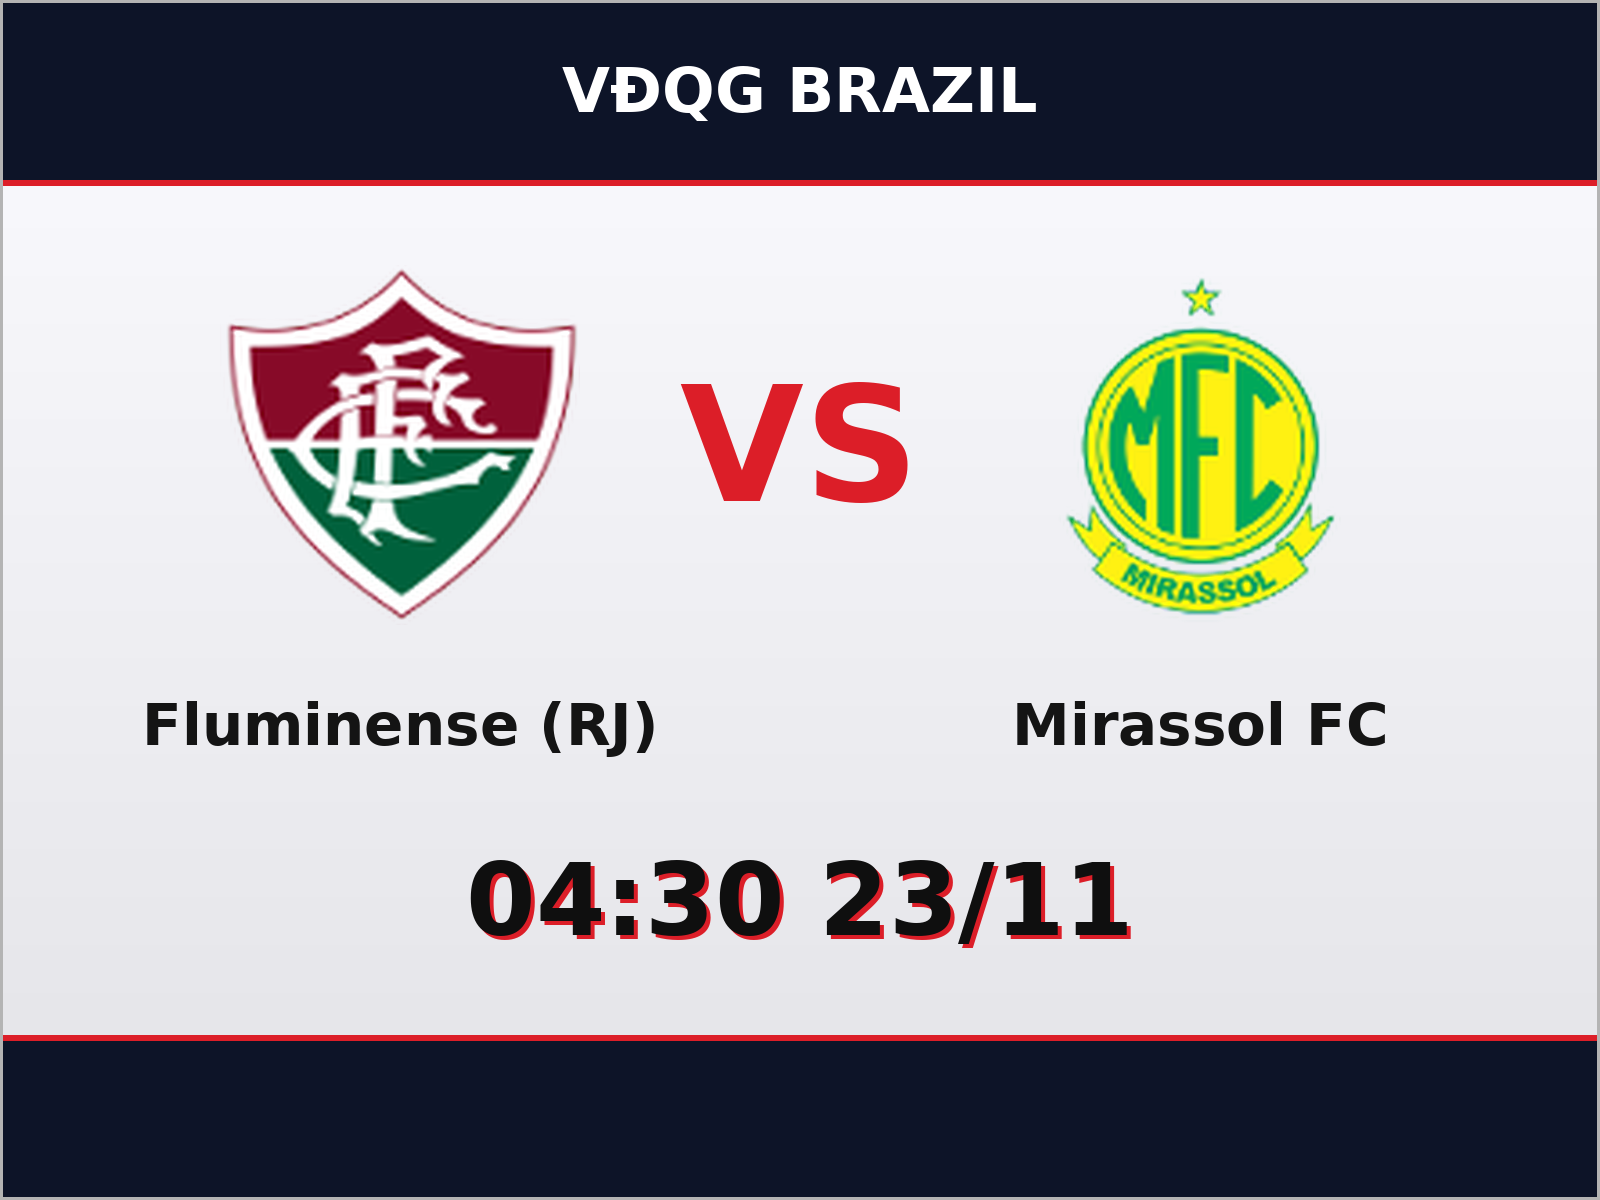 VĐQG BRAZIL
VS
MFC
MIRASSOL
Fluminense (RJ)
Mirassol FC
04:30 23/11